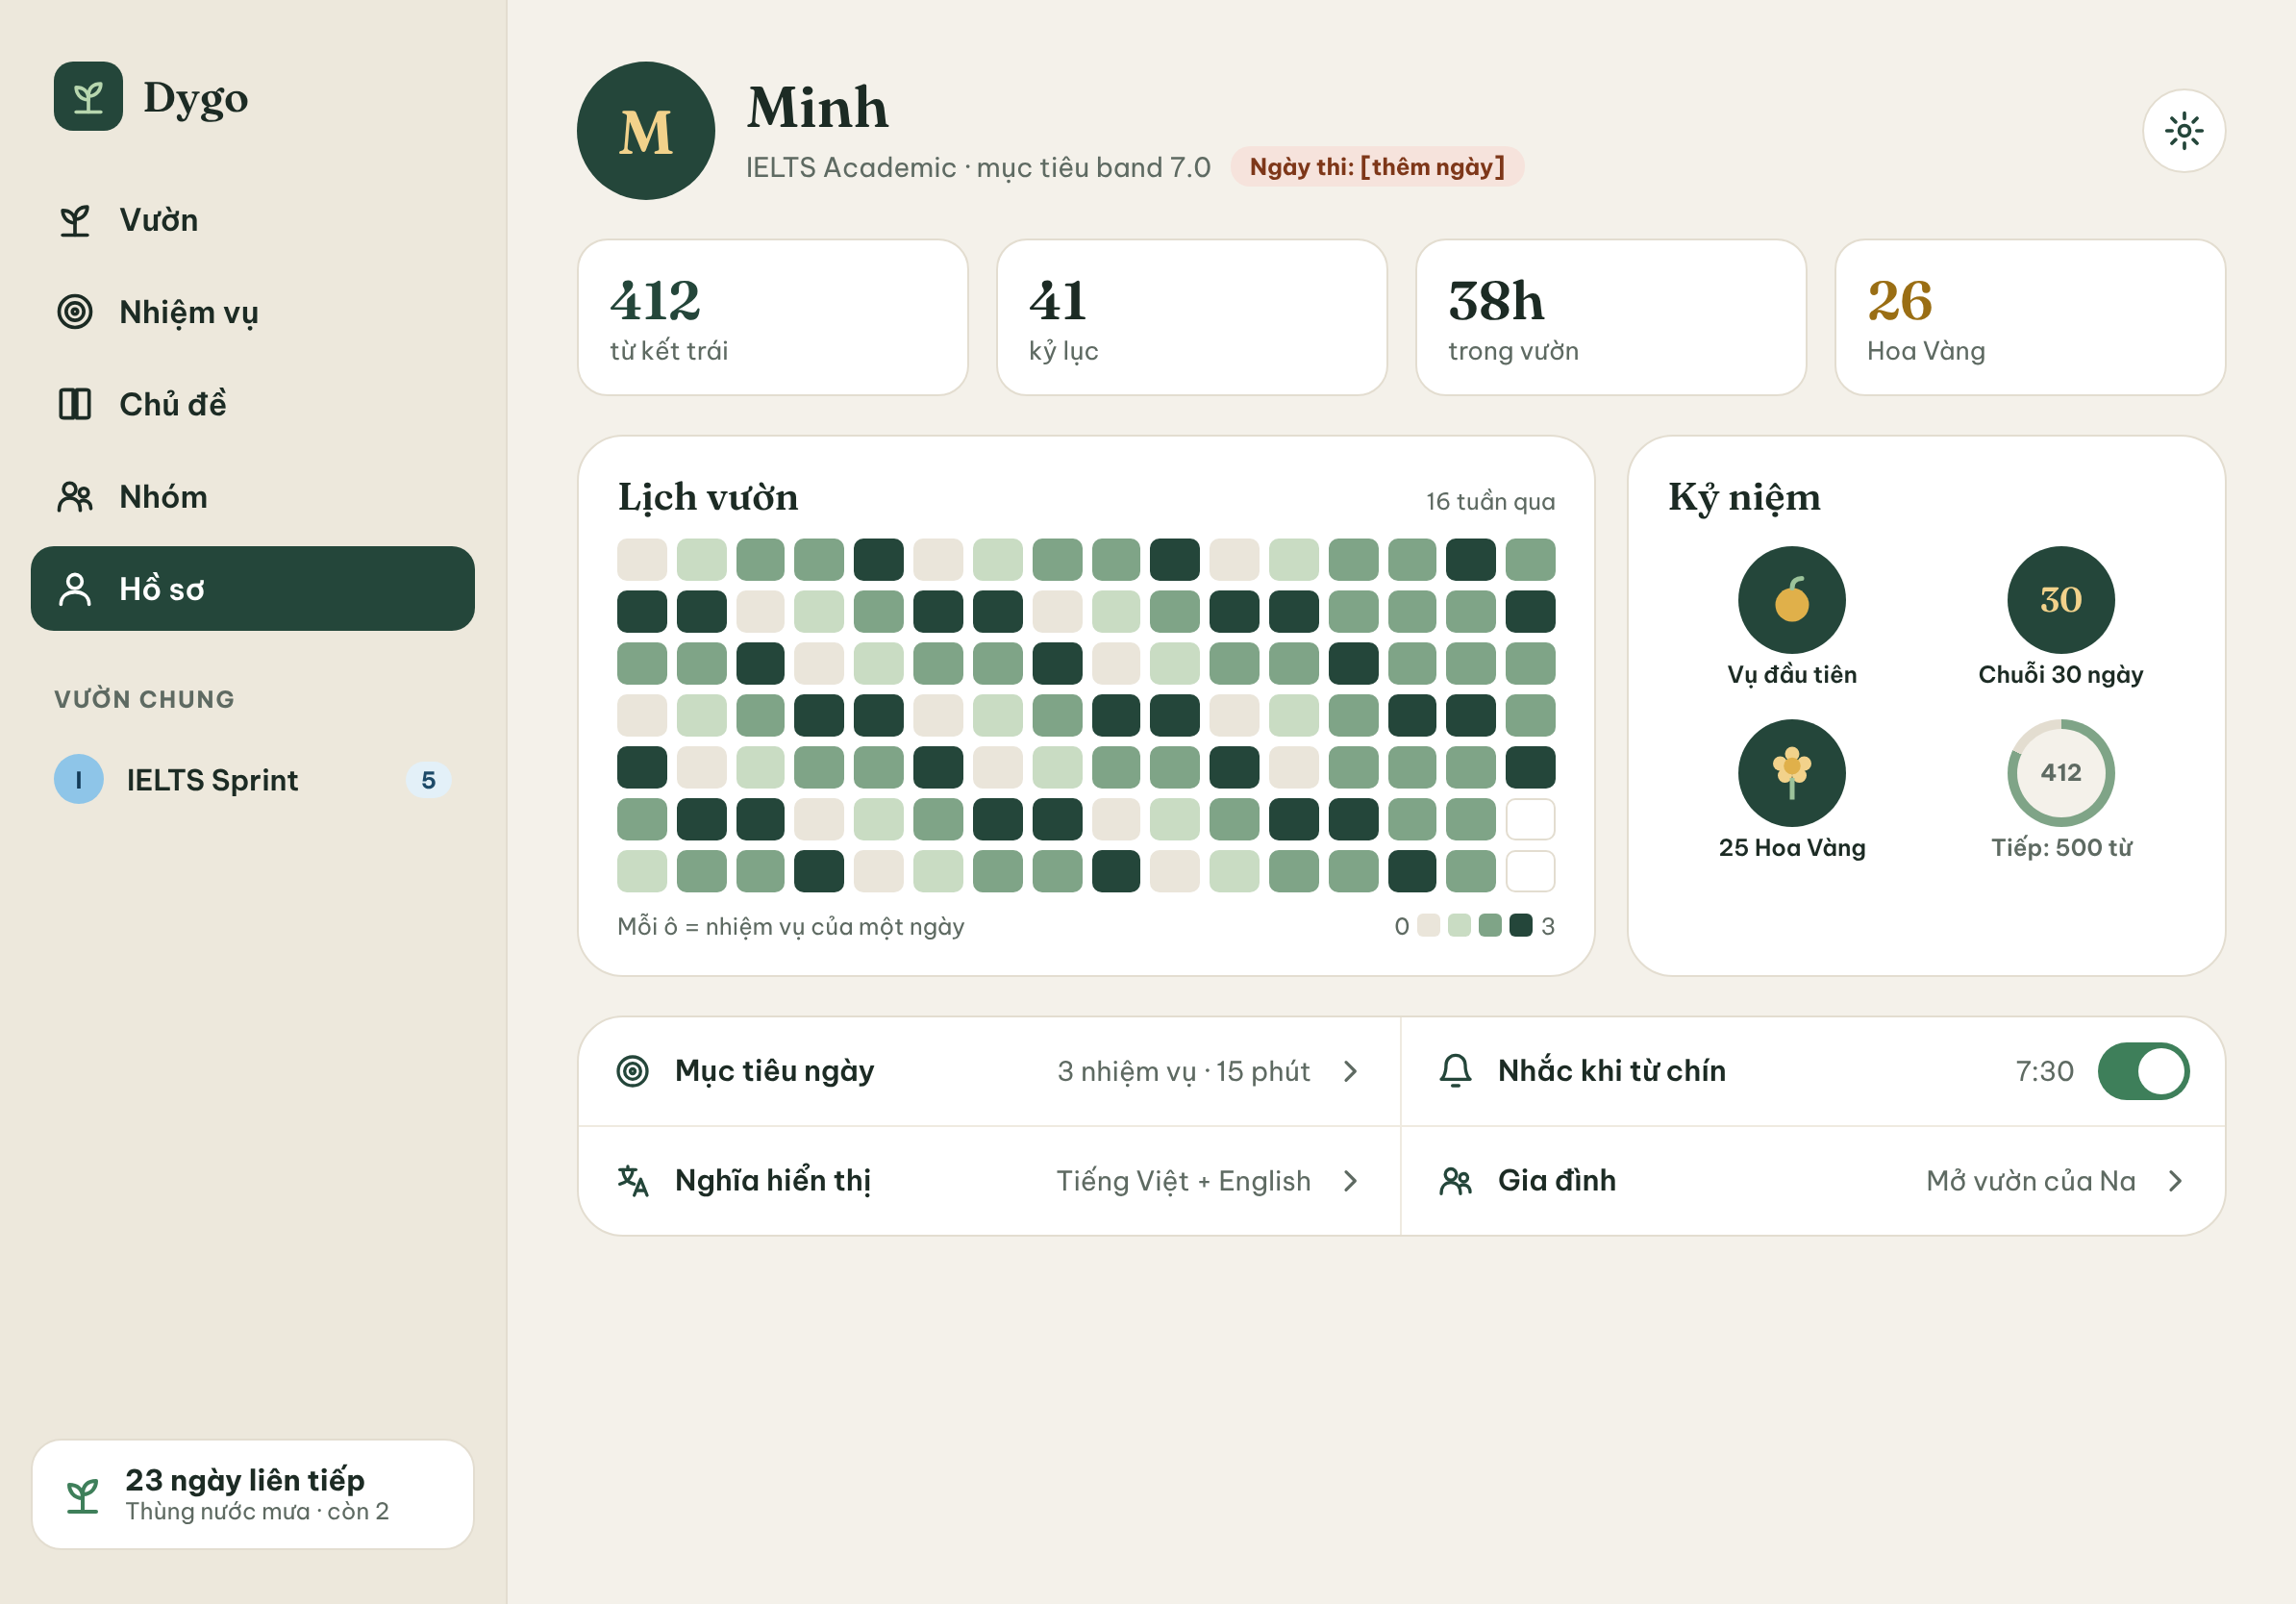 Dygo
Vườn
Nhiệm vụ
Chủ đề
Nhóm
Hồ sơ
VƯỜN CHUNG
I IELTS Sprint 5
23 ngày liên tiếp
Thùng nước mưa · còn 2
M
Minh
IELTS Academic · mục tiêu band 7.0 Ngày thi: [thêm ngày]
412
từ kết trái
41
kỷ lục
38h
trong vườn
26
Hoa Vàng
Lịch vườn 16 tuần qua
Mỗi ô = nhiệm vụ của một ngày 0 3
Kỷ niệm
Vụ đầu tiên
30
Chuỗi 30 ngày
25 Hoa Vàng
412
Tiếp: 500 từ
Mục tiêu ngày 3 nhiệm vụ · 15 phút
Nhắc khi từ chín 7:30
Nghĩa hiển thị Tiếng Việt + English
Gia đình Mở vườn của Na